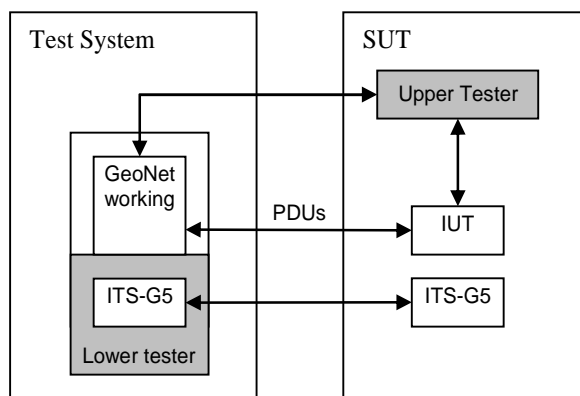 Test System
SUT
Upper Tester
GeoNet
working
PDUs
IUT
ITS-G5
ITS-G5
Lower tester